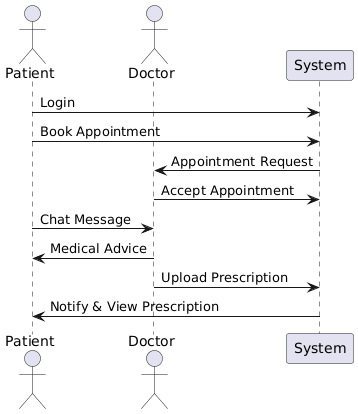 Patient
Doctor
System
Login
Book Appointment
Appointment Request
Accept Appointment
Chat Message
Medical Advice
Upload Prescription
Notify & View Prescription
Patient
Doctor
System